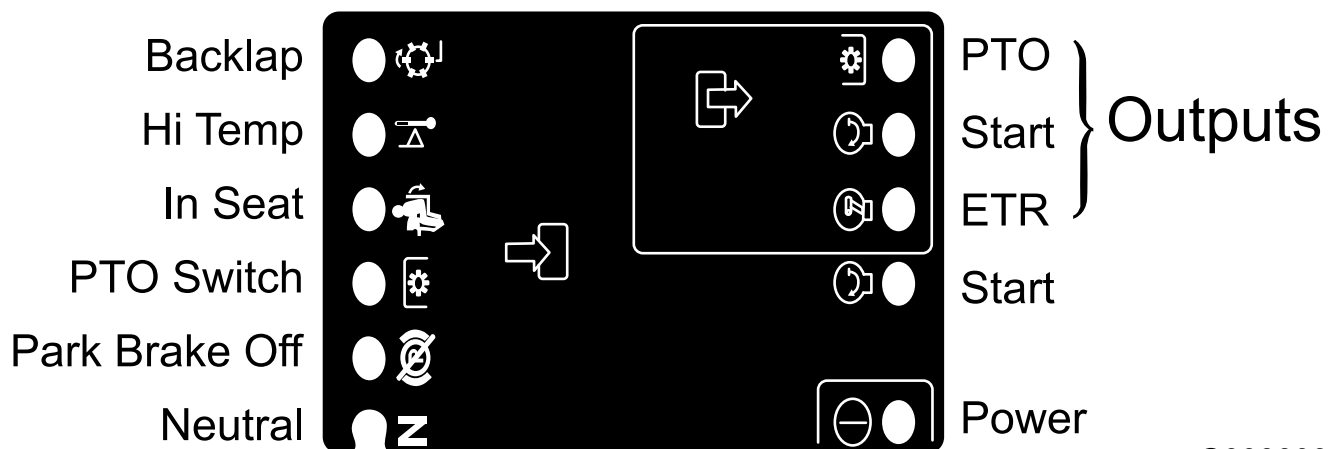 Backlap
Hi Temp
In Seat
PTO Switch
Park Brake Off
Neutral
N
PTO
Start
ETR
Outputs
Start
Power